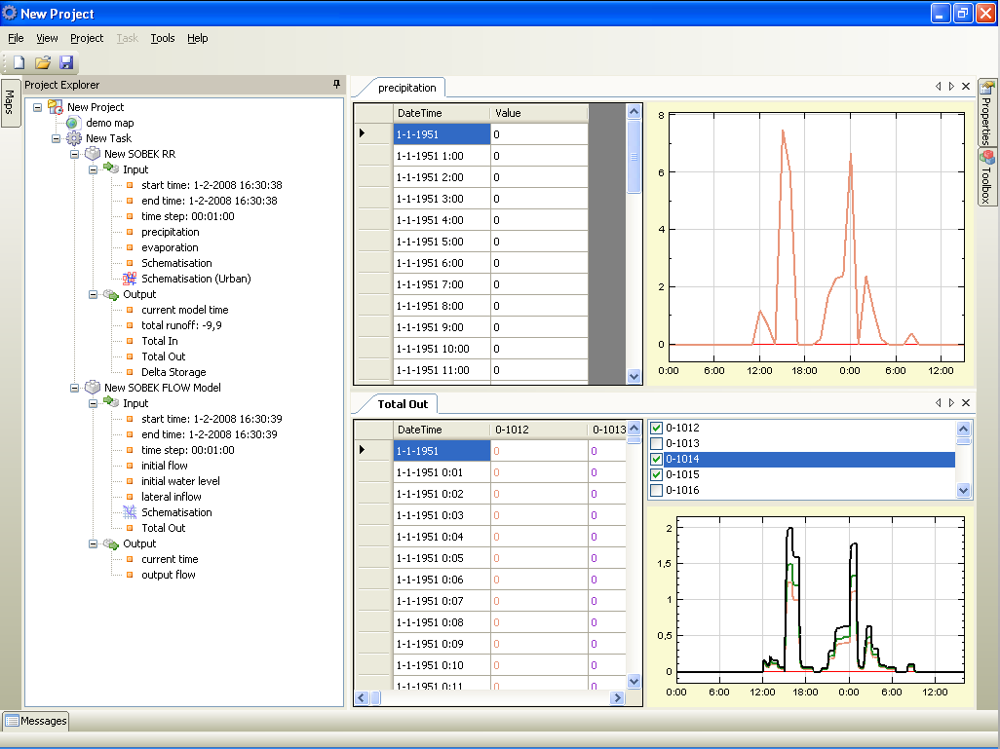 New Project
File View Project Task Tools Help
Maps
Project Explorer
New Project
demo map
New Task
New SOBEK RR
Input
start time: 1-2-2008 16:30:38
end time: 1-2-2008 16:30:38
time step: 00:01:00
precipitation
evaporation
Schematisation
Schematisation (Urban)
Output
current model time
total runoff: -9,9
Total In
Total Out
Delta Storage
New SOBEK FLOW Model
Input
start time: 1-2-2008 16:30:39
end time: 1-2-2008 16:30:39
time step: 00:01:00
initial flow
initial water level
lateral inflow
Schematisation
Total Out
Output
current time
output flow
precipitation
DateTime Value
1-1-1951 0
1-1-1951 1:00 0
1-1-1951 2:00 0
1-1-1951 3:00 0
1-1-1951 4:00 0
1-1-1951 5:00 0
1-1-1951 6:00 0
1-1-1951 7:00 0
1-1-1951 8:00 0
1-1-1951 9:00 0
1-1-1951 10:00 0
1-1-1951 11:00 0
8
6
4
2
0
0:00 6:00 12:00 18:00 0:00 6:00 12:00
Properties
Toolbox
Total Out
DateTime 0-1012 0-1013
1-1-1951 0 0
1-1-1951 0:01 0 0
1-1-1951 0:02 0 0
1-1-1951 0:03 0 0
1-1-1951 0:04 0 0
1-1-1951 0:05 0 0
1-1-1951 0:06 0 0
1-1-1951 0:07 0 0
1-1-1951 0:08 0 0
1-1-1951 0:09 0 0
1-1-1951 0:10 0 0
1-1-1951 0:11 0 0
0-1012
0-1013
0-1014
0-1015
0-1016
2
1,5
1
0,5
0
0:00 6:00 12:00 18:00 0:00 6:00 12:00
Messages